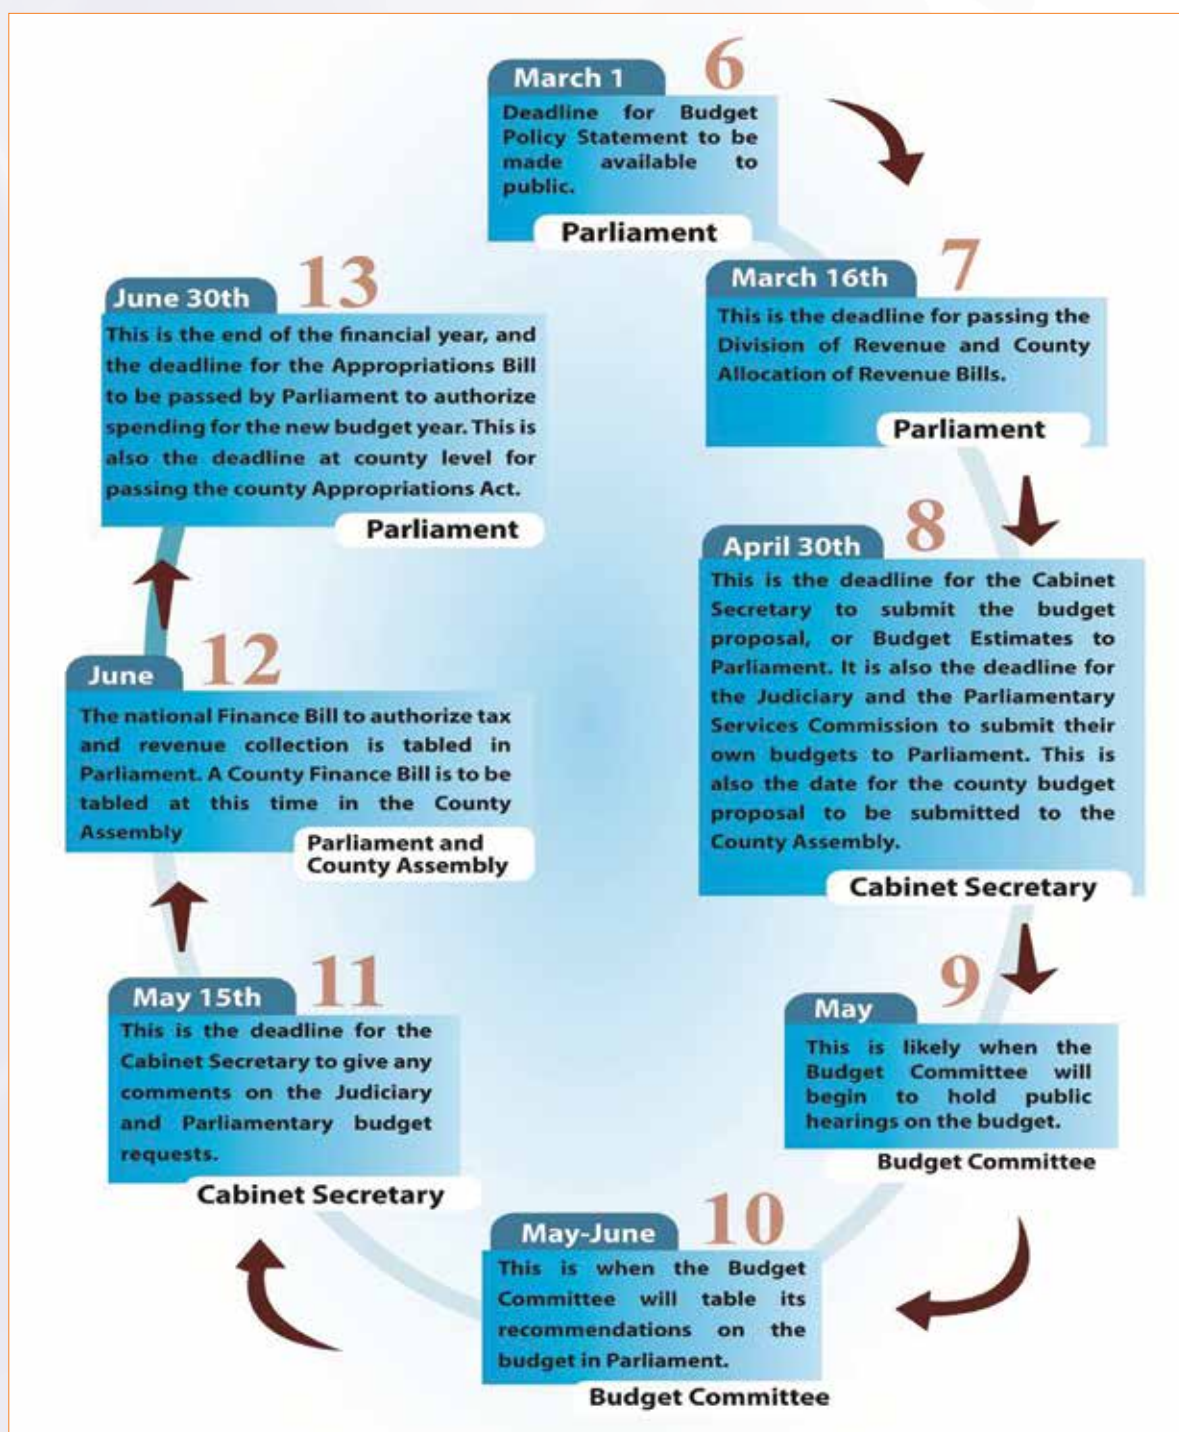 6
March 1
Deadline for Budget
Policy Statement to be
made available to
public.
Parliament
7
March 16th
This is the deadline for passing the
Division of Revenue and County
Allocation of Revenue Bills.
Parliament
8
April 30th
This is the deadline for the Cabinet
Secretary to submit the budget
proposal, or Budget Estimates to
Parliament. It is also the deadline for
the Judiciary and the Parliamentary
Services Commission to submit their
own budgets to Parliament. This is
also the date for the county budget
proposal to be submitted to the
County Assembly.
Cabinet Secretary
9
May
This is likely when the
Budget Committee will
begin to hold public
hearings on the budget.
Budget Committee
10
May-June
This is when the Budget
Committee will table its
recommendations on the
budget in Parliament.
Budget Committee
11
May 15th
This is the deadline for the
Cabinet Secretary to give any
comments on the Judiciary
and Parliamentary budget
requests.
Cabinet Secretary
12
June
The national Finance Bill to authorize tax
and revenue collection is tabled in
Parliament. A County Finance Bill is to be
tabled at this time in the County
Assembly
Parliament and
County Assembly
13
June 30th
This is the end of the financial year, and
the deadline for the Appropriations Bill
to be passed by Parliament to authorize
spending for the new budget year. This is
also the deadline at county level for
passing the county Appropriations Act.
Parliament